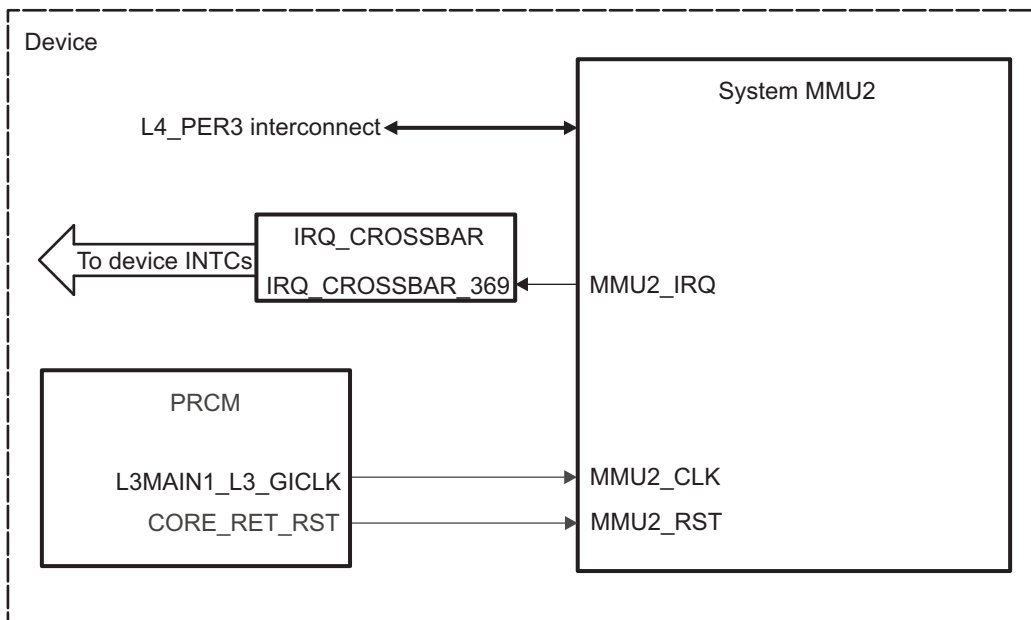 Device
System MMU2
L4_PER3 interconnect
IRQ_CROSSBAR
To device INTCs
IRQ_CROSSBAR_369
MMU2_IRQ
PRCM
L3MAIN1_L3_GICLK
MMU2_CLK
CORE_RET_RST
MMU2_RST